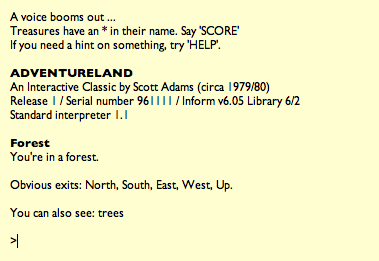 A voice booms out ...
Treasures have an * in their name. Say 'SCORE'
If you need a hint on something, try 'HELP'.
ADVENTURELAND
An Interactive Classic by Scott Adams (circa 1979/80)
Release 1 / Serial number 961111 / Inform v6.05 Library 6/2
Standard interpreter 1.1
Forest
You're in a forest.
Obvious exits: North, South, East, West, Up.
You can also see: trees
>